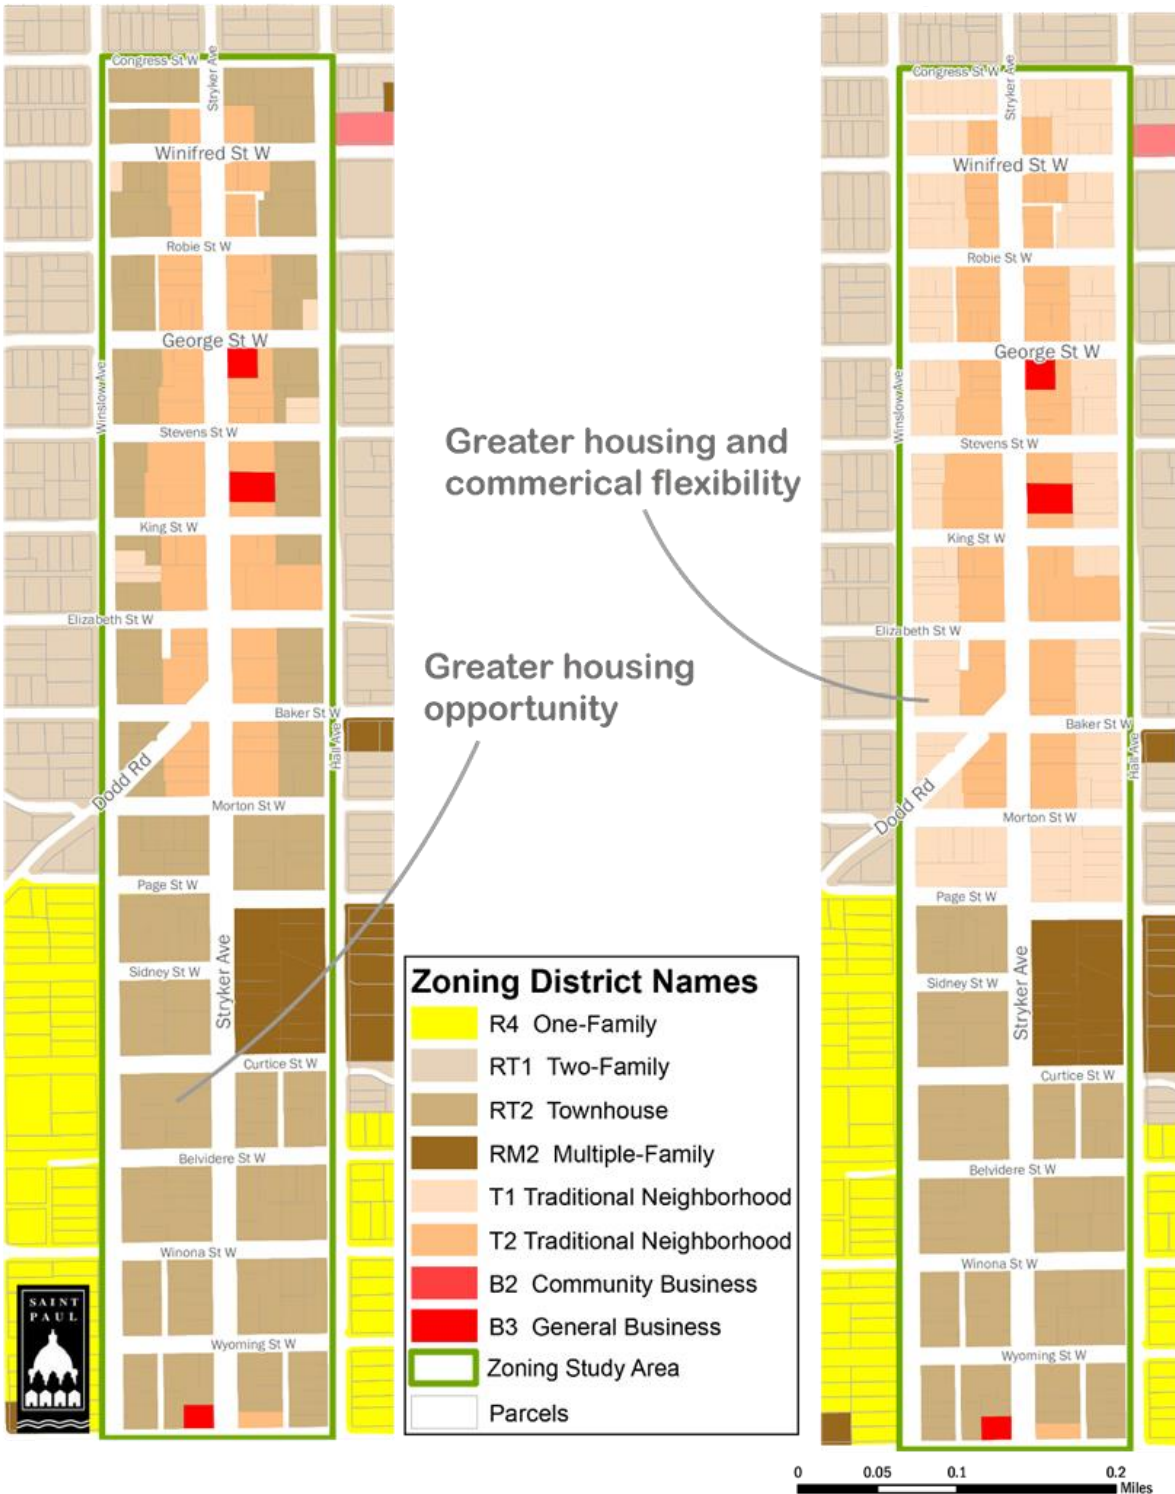 Congress St W
Stryker Ave
Winifred St W
Robie St W
George St W
Winslow Ave
Stevens St W
King St W
Elizabeth St W
Baker St W
Hall Ave
Dodd Rd
Morton St W
Page St W
Stryker Ave
Sidney St W
Curtice St W
Belvidere St W
Winona St W
Wyoming St W
SAINT
PAUL
Greater housing and
commerical flexibility
Greater housing
opportunity
Zoning District Names
R4 One-Family
RT1 Two-Family
RT2 Townhouse
RM2 Multiple-Family
T1 Traditional Neighborhood
T2 Traditional Neighborhood
B2 Community Business
B3 General Business
Zoning Study Area
Parcels
Congress St W
Stryker Ave
Winifred St W
Robie St W
George St W
Winslow Ave
Stevens St W
King St W
Elizabeth St W
Baker St W
Hall Ave
Dodd Rd
Morton St W
Page St W
Stryker Ave
Sidney St W
Curtice St W
Belvidere St W
Winona St W
Wyoming St W
0 0.05 0.1 0.2
Miles